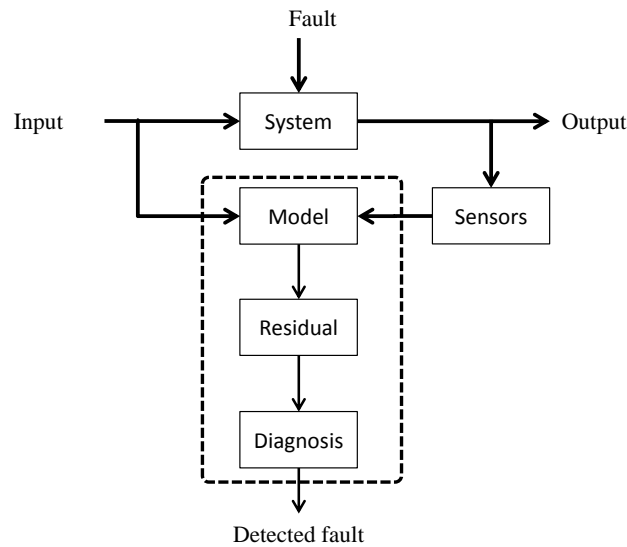 Fault
Input
System
Output
Model
Sensors
Residual
Diagnosis
Detected fault